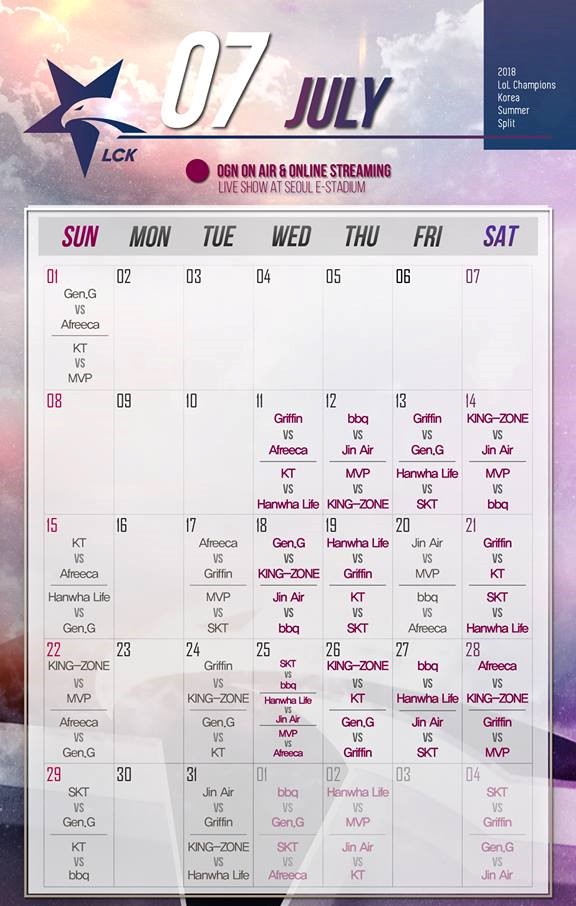 07 JULY
2018
LoL Champions
Korea
Summer
Split
LCK
OGN ON AIR & ONLINE STREAMING
LIVE SHOW AT SEOUL E-STADIUM
SUN MON TUE WED THU FRI SAT
01
Gen.G
VS
Afreeca
KT
VS
MVP
02
03
04
05
06
07
08
09
10
11
Griffin
VS
Afreeca
KT
VS
Hanwha Life
12
bbq
VS
Jin Air
MVP
VS
KING-ZONE
13
Griffin
VS
Gen.G
Hanwha Life
VS
SKT
14
KING-ZONE
VS
Jin Air
MVP
VS
bbq
15
KT
VS
Afreeca
Hanwha Life
VS
Gen.G
16
17
Afreeca
VS
Griffin
MVP
VS
SKT
18
Gen.G
VS
KING-ZONE
Jin Air
VS
bbq
19
Hanwha Life
VS
Griffin
KT
VS
SKT
20
Jin Air
VS
MVP
bbq
VS
Afreeca
21
Griffin
VS
KT
SKT
VS
Hanwha Life
22
KING-ZONE
VS
MVP
Afreeca
VS
Gen.G
23
24
Griffin
VS
KING-ZONE
Gen.G
VS
KT
25
SKT
VS
bbq
Hanwha Life
VS
Jin Air
MVP
VS
Afreeca
26
KING-ZONE
VS
KT
Gen.G
VS
Griffin
27
bbq
VS
Hanwha Life
Jin Air
VS
SKT
28
Afreeca
VS
KING-ZONE
Griffin
VS
MVP
29
SKT
VS
Gen.G
KT
VS
bbq
30
31
Jin Air
VS
Griffin
KING-ZONE
VS
Hanwha Life
01
bbq
VS
Gen.G
SKT
VS
Afreeca
02
Hanwha Life
VS
MVP
Jin Air
VS
KT
03
04
SKT
VS
Griffin
Gen.G
VS
Jin Air